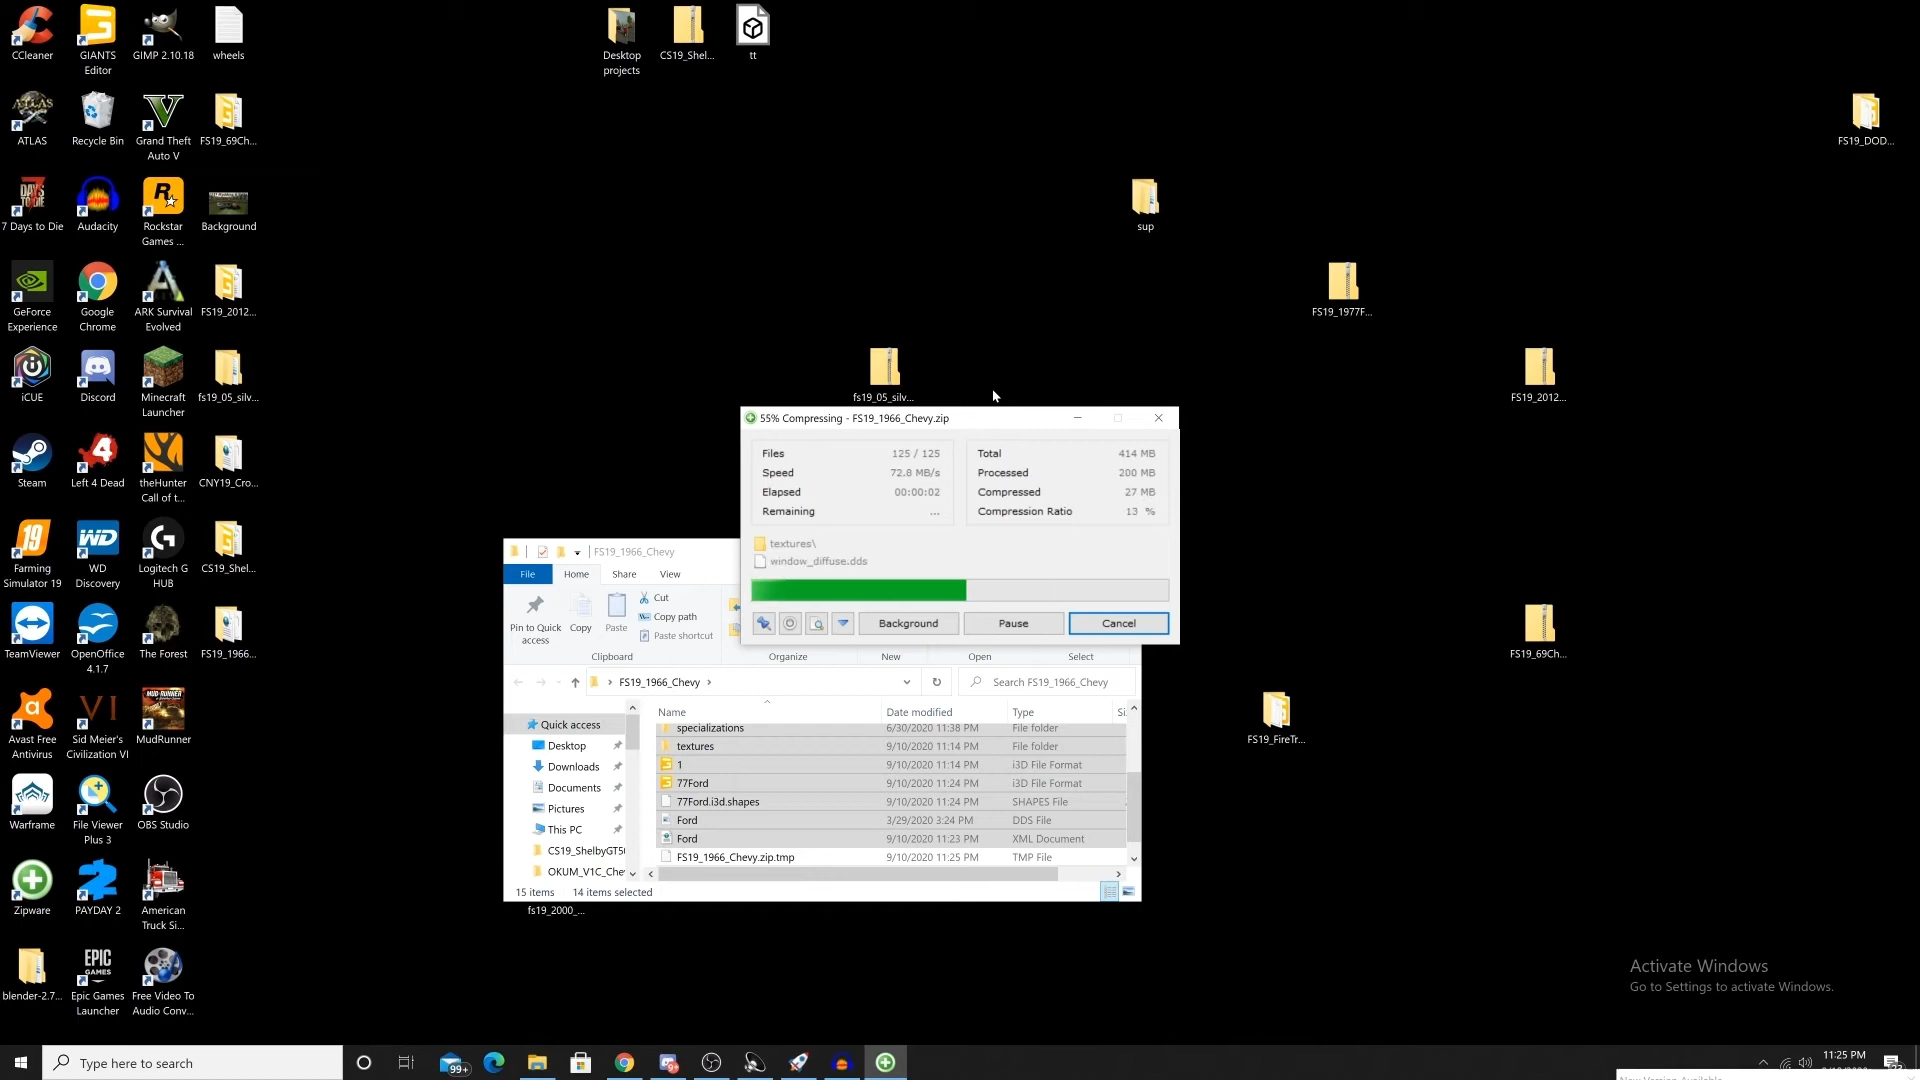 CCleaner
GIANTS Editor
GIMP 2.10.18
wheels
Desktop projects
CS19_Shel...
tt
ATLAS
Recycle Bin
Grand Theft Auto V
FS19_69Ch...
FS19_DOD...
7 Days to Die
Audacity
Rockstar Games ...
Background
sup
GeForce Experience
Google Chrome
ARK Survival Evolved
FS19_2012...
FS19_1977F...
iCUE
Discord
Minecraft Launcher
fs19_05_silv...
fs19_05_silv...
FS19_2012...
Steam
Left 4 Dead
theHunter Call of t...
CNY19_Cro...
Farming Simulator 19
WD Discovery
Logitech G HUB
CS19_Shel...
TeamViewer
OpenOffice 4.1.7
The Forest
FS19_1966...
FS19_69Ch...
Avast Free Antivirus
Sid Meier's Civilization VI
MudRunner
FS19_FireTr...
Warframe
File Viewer Plus 3
OBS Studio
Zipware
PAYDAY 2
American Truck Si...
fs19_2000_...
blender-2.7...
Epic Games Launcher
Free Video To Audio Conv...
55% Compressing - FS19_1966_Chevy.zip
Files 125 / 125
Speed 72.8 MB/s
Elapsed 00:00:02
Remaining ...
Total 414 MB
Processed 200 MB
Compressed 27 MB
Compression Ratio 13 %
textures\
window_diffuse.dds
Background Pause Cancel
FS19_1966_Chevy
File Home Share View
Pin to Quick access
Copy
Paste
Cut
Copy path
Paste shortcut
Clipboard Organize New Open Select
FS19_1966_Chevy
Search FS19_1966_Chevy
Quick access
Desktop
Downloads
Documents
Pictures
This PC
CS19_ShelbyGT5
OKUM_V1C_Che
Name Date modified Type Si
specializations 6/30/2020 11:38 PM File folder
textures 9/10/2020 11:14 PM File folder
1 9/10/2020 11:14 PM i3D File Format
77Ford 9/10/2020 11:24 PM i3D File Format
77Ford.i3d.shapes 9/10/2020 11:24 PM SHAPES File
Ford 3/29/2020 3:24 PM DDS File
Ford 9/10/2020 11:23 PM XML Document
FS19_1966_Chevy.zip.tmp 9/10/2020 11:25 PM TMP File
15 items 14 items selected
Activate Windows
Go to Settings to activate Windows.
Type here to search
99+
11:25 PM